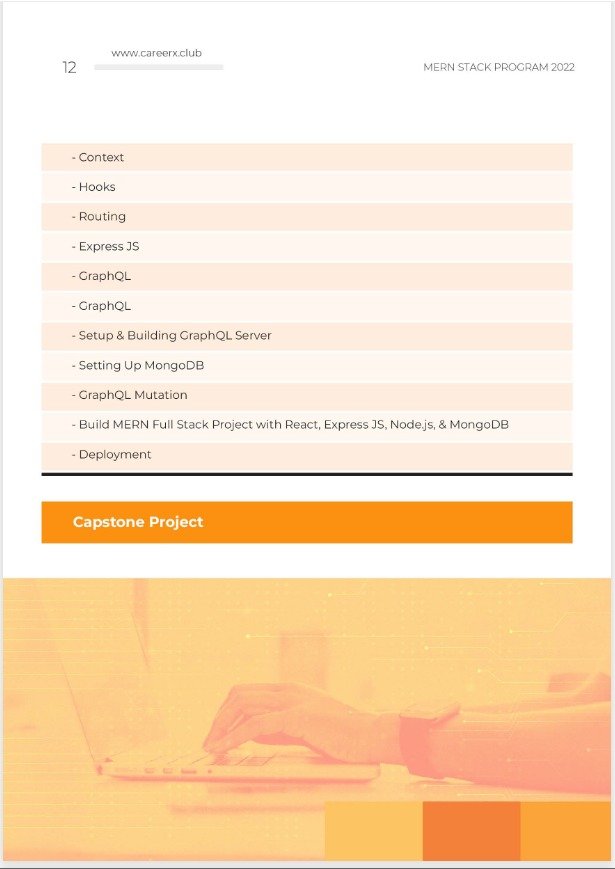 www.careerx.club
12
MERN STACK PROGRAM 2022
- Context
- Hooks
- Routing
- Express JS
- GraphQL
- GraphQL
- Setup & Building GraphQL Server
- Setting Up MongoDB
- GraphQL Mutation
- Build MERN Full Stack Project with React, Express JS, Node.js, & MongoDB
- Deployment
Capstone Project